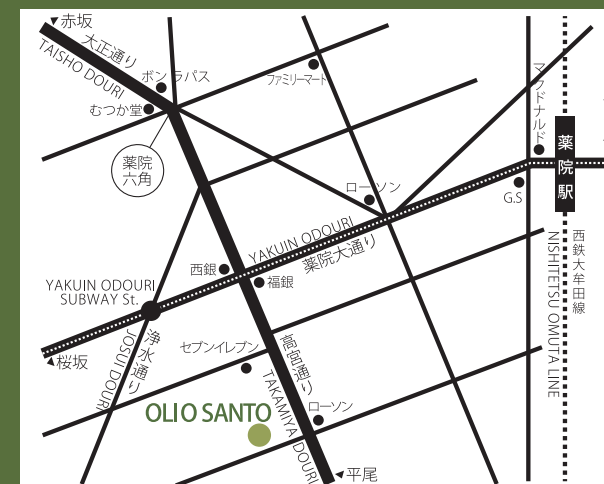 赤坂
大正通り
TAISHO DOURI
ボンラパス
むつか堂
薬院
六角
ファミリーマート
マクドナルド
薬院駅
G.S
ローソン
YAKUIN ODOURI
薬院大通り
西銀
福銀
YAKUIN ODOURI
SUBWAY St.
桜坂
浄水通り
JOSUI DOURI
セブンイレブン
高宮通り
TAKAMIYA DOURI
OLIO SANTO
ローソン
平尾
西鉄大牟田線
NISHITETSU OMUTA LINE